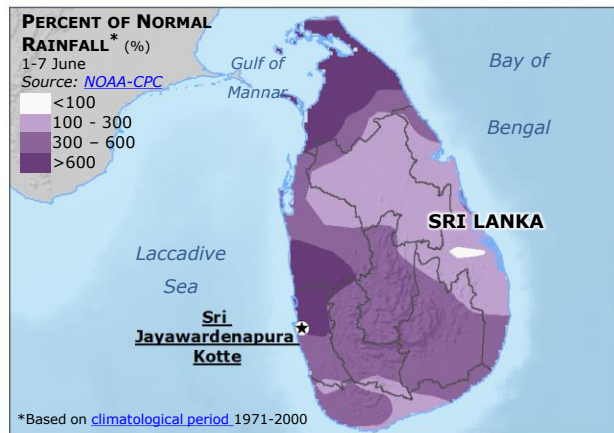 PERCENT OF NORMAL
RAINFALL* (%)
1-7 June
Source: NOAA-CPC
<100
100 - 300
300 – 600
>600
Gulf of
Mannar
Bay of
Bengal
SRI LANKA
Laccadive
Sea
Sri
Jayawardenapura
Kotte
*Based on climatological period 1971-2000